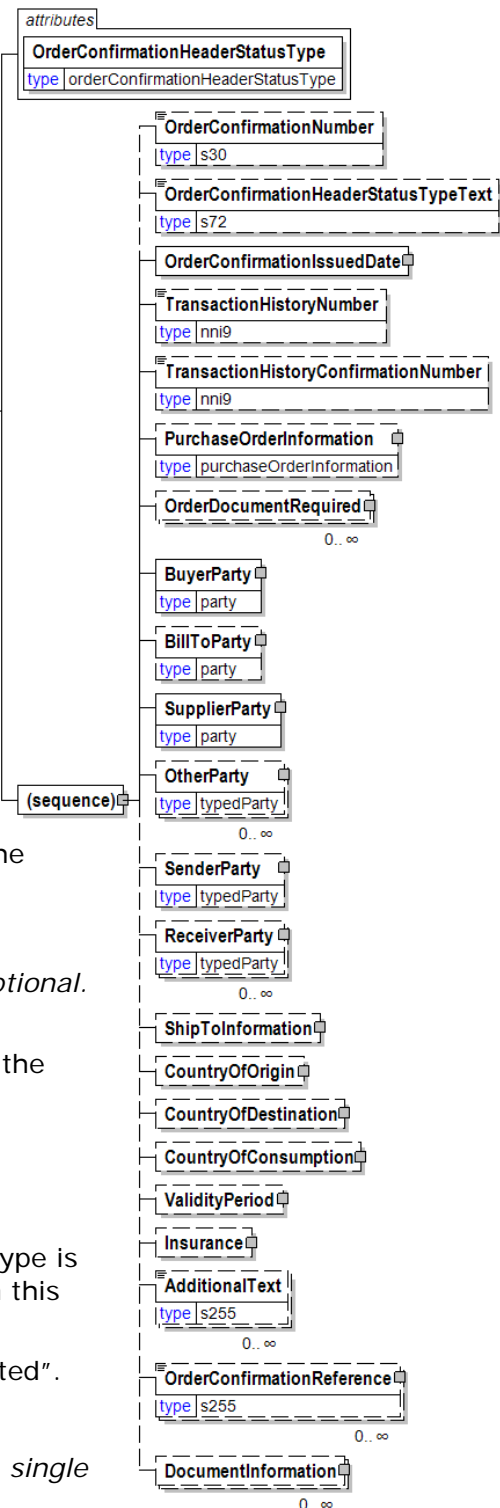 attributes
OrderConfirmationHeaderStatusType
type orderConfirmationHeaderStatusType
OrderConfirmationNumber
type s30
OrderConfirmationHeaderStatusTypeText
type s72
OrderConfirmationIssuedDate
TransactionHistoryNumber
type nni9
TransactionHistoryConfirmationNumber
type nni9
PurchaseOrderInformation
type purchaseOrderInformation
OrderDocumentRequired
0.. ∞
BuyerParty
type party
BillToParty
type party
SupplierParty
type party
OtherParty
type typedParty
0.. ∞
(sequence)
SenderParty
type typedParty
ReceiverParty
type typedParty
0.. ∞
ShipToInformation
CountryOfOrigin
CountryOfDestination
CountryOfConsumption
ValidityPeriod
Insurance
AdditionalText
type s255
0.. ∞
OrderConfirmationReference
type s255
0.. ∞
DocumentInformation
0.. ∞
the
ype is
this
ted".
single